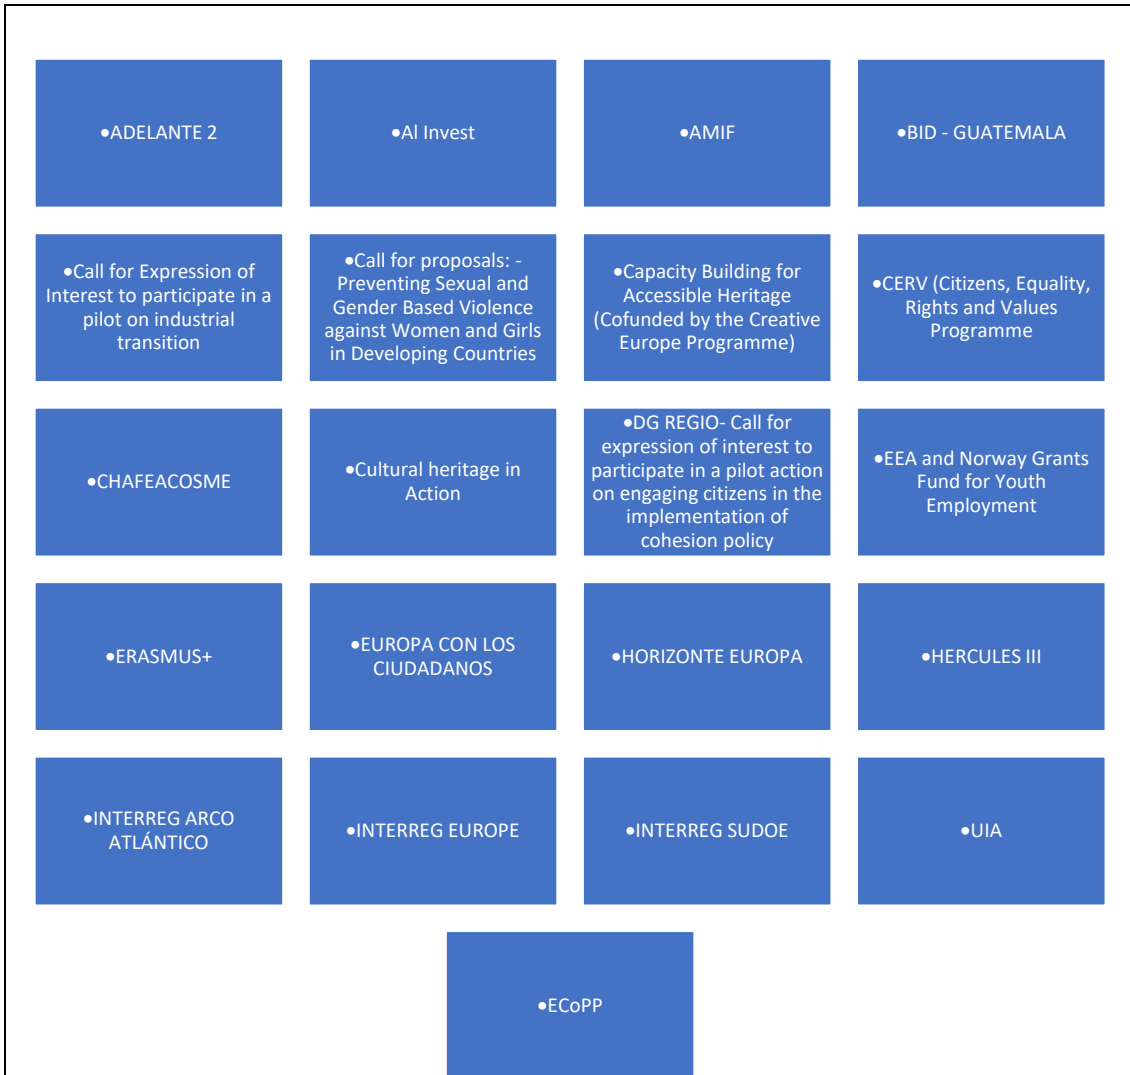 •ADELANTE 2
•Al Invest
•AMIF
•BID - GUATEMALA
•Call for Expression of
Interest to participate in a
pilot on industrial
transition
•Call for proposals: -
Preventing Sexual and
Gender Based Violence
against Women and Girls
in Developing Countries
•Capacity Building for
Accessible Heritage
(Cofunded by the Creative
Europe Programme)
•CERV (Citizens, Equality,
Rights and Values
Programme
•CHAFEACOSME
•Cultural heritage in
Action
•DG REGIO- Call for
expression of interest to
participate in a pilot action
on engaging citizens in the
implementation of
cohesion policy
•EEA and Norway Grants
Fund for Youth
Employment
•ERASMUS+
•EUROPA CON LOS
CIUDADANOS
•HORIZONTE EUROPA
•HERCULES III
•INTERREG ARCO
ATLÁNTICO
•INTERREG EUROPE
•INTERREG SUDOE
•UIA
•ECoPP